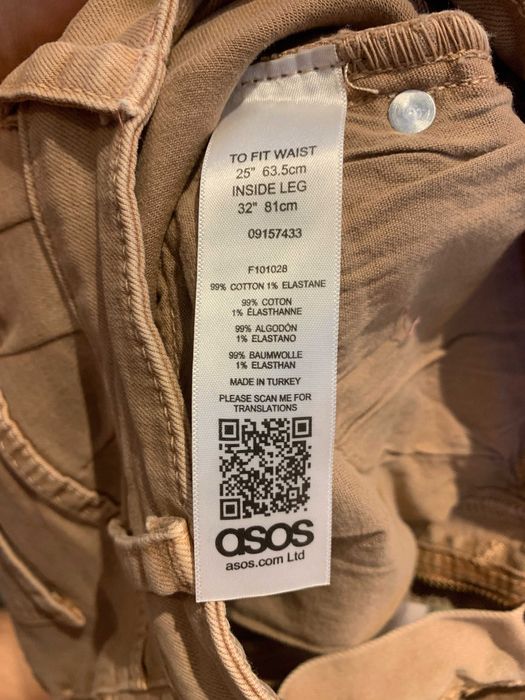 TO FIT WAIST
25" 63.5cm
INSIDE LEG
32" 81cm
09157433
F101028
99% COTTON 1% ELASTANE
99% COTON
1% ÉLASTHANNE
99% ALGODÓN
1% ELASTANO
99% BAUMWOLLE
1% ELASTHAN
MADE IN TURKEY
PLEASE SCAN ME FOR
TRANSLATIONS
asos
asos.com Ltd